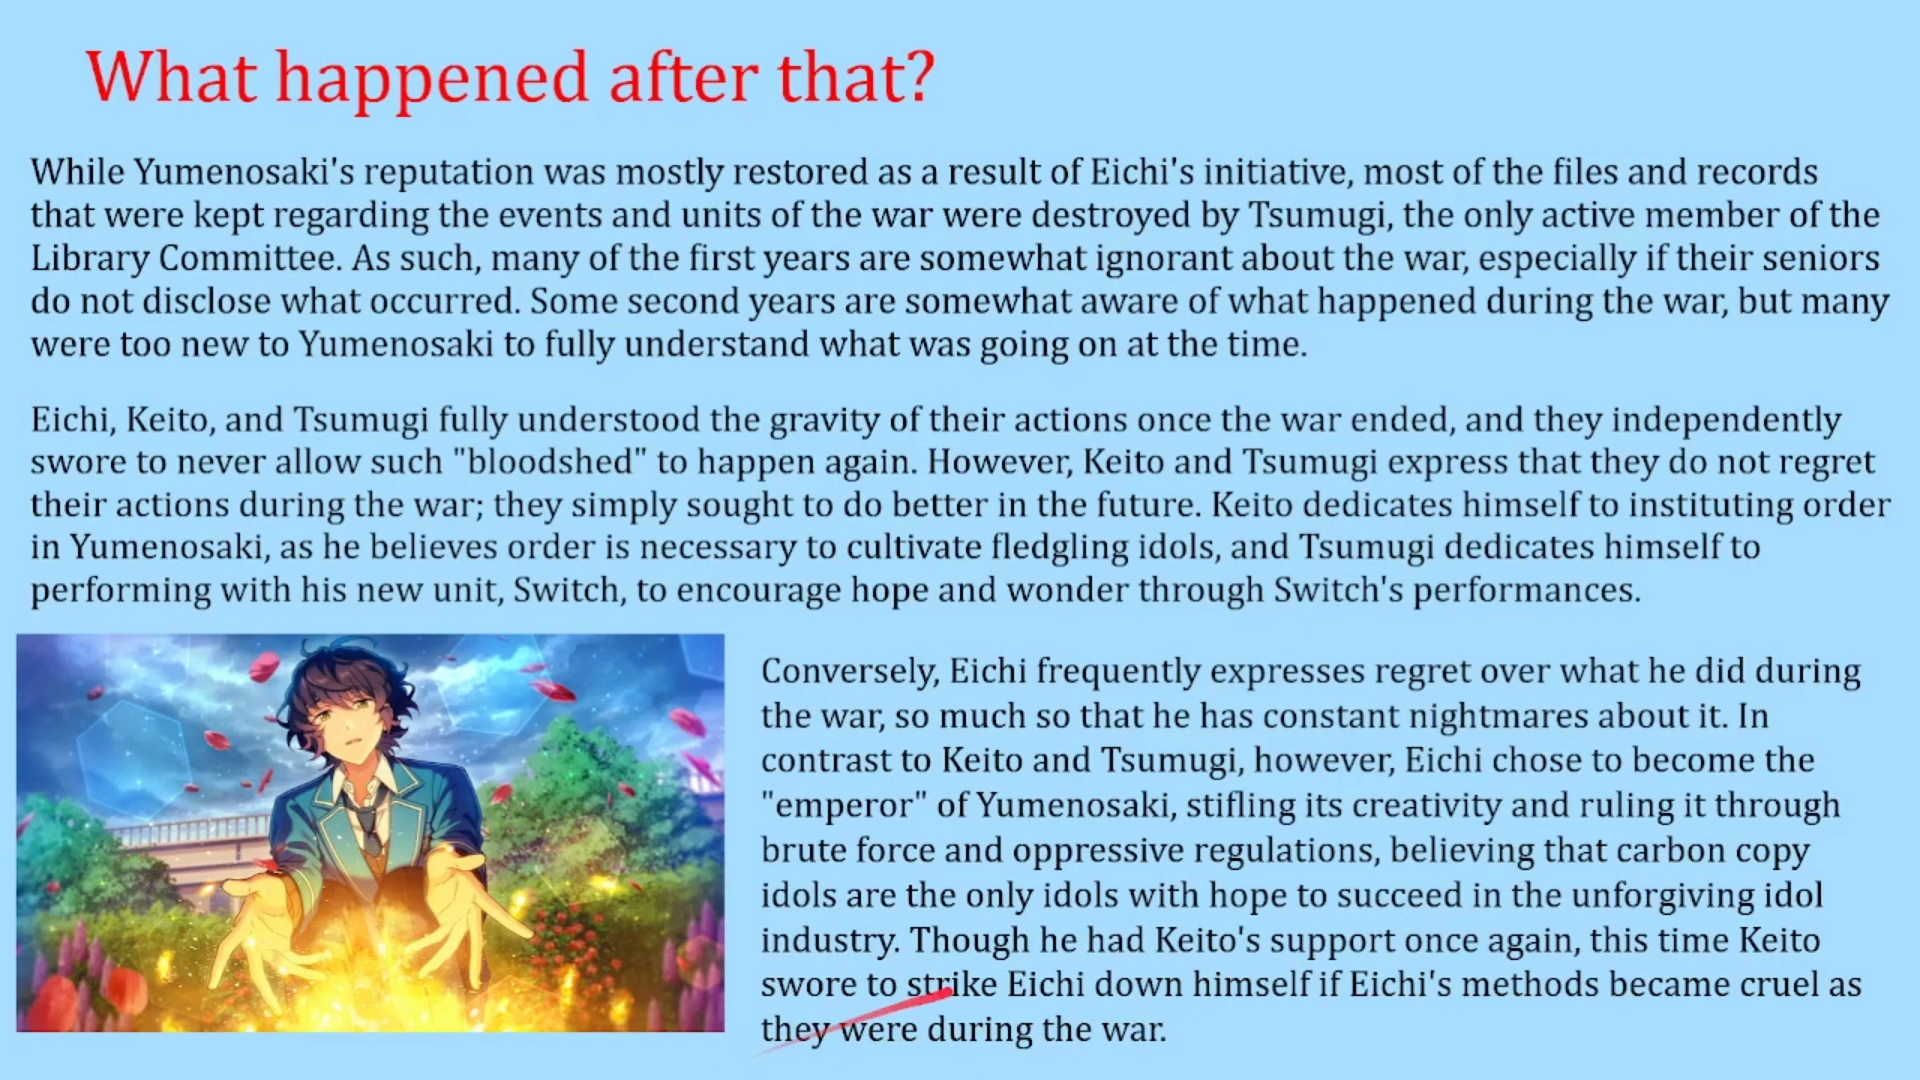 What happened after that?
While Yumenosaki's reputation was mostly restored as a result of Eichi's initiative, most of the files and records
that were kept regarding the events and units of the war were destroyed by Tsumugi, the only active member of the
Library Committee. As such, many of the first years are somewhat ignorant about the war, especially if their seniors
do not disclose what occurred. Some second years are somewhat aware of what happened during the war, but many
were too new to Yumenosaki to fully understand what was going on at the time.
Eichi, Keito, and Tsumugi fully understood the gravity of their actions once the war ended, and they independently
swore to never allow such "bloodshed" to happen again. However, Keito and Tsumugi express that they do not regret
their actions during the war; they simply sought to do better in the future. Keito dedicates himself to instituting order
in Yumenosaki, as he believes order is necessary to cultivate fledgling idols, and Tsumugi dedicates himself to
performing with his new unit, Switch, to encourage hope and wonder through Switch's performances.
Conversely, Eichi frequently expresses regret over what he did during
the war, so much so that he has constant nightmares about it. In
contrast to Keito and Tsumugi, however, Eichi chose to become the
"emperor" of Yumenosaki, stifling its creativity and ruling it through
brute force and oppressive regulations, believing that carbon copy
idols are the only idols with hope to succeed in the unforgiving idol
industry. Though he had Keito's support once again, this time Keito
swore to strike Eichi down himself if Eichi's methods became cruel as
they were during the war.